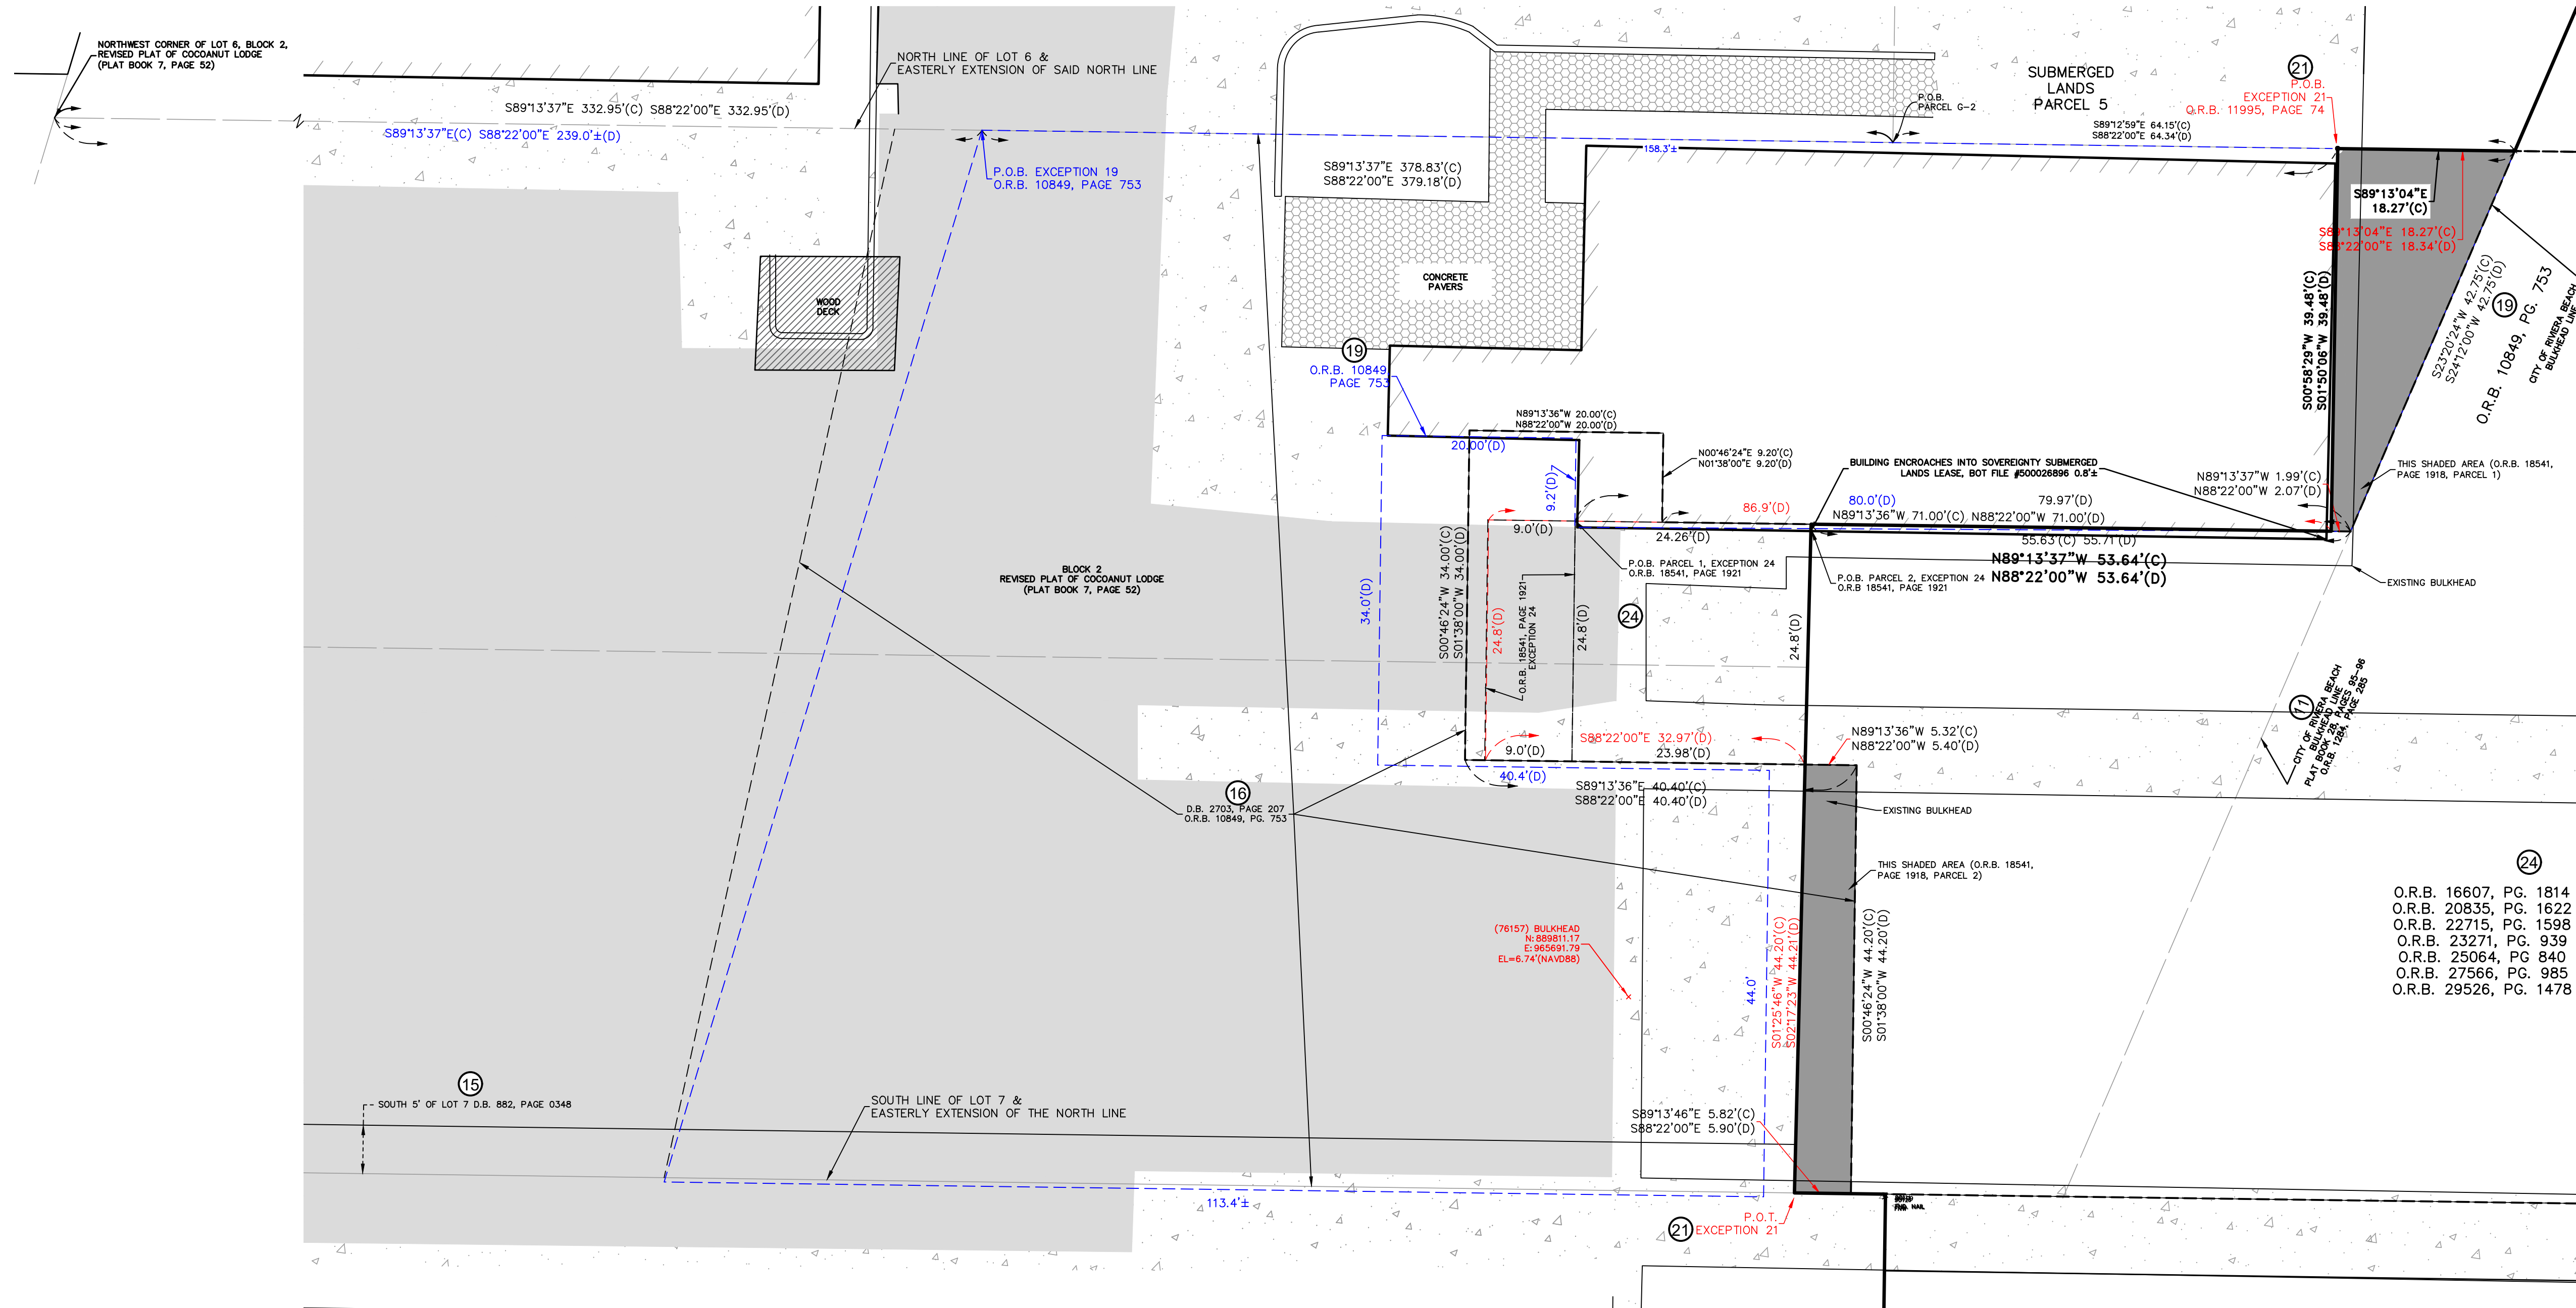 NORTHWEST CORNER OF LOT 6, BLOCK 2,
REVISED PLAT OF COCOANUT LODGE
(PLAT BOOK 7, PAGE 52)
NORTH LINE OF LOT 6 &
EASTERLY EXTENSION OF SAID NORTH LINE
S89°13'37"E 332.95'(C) S88°22'00"E 332.95'(D)
S89°13'37"E(C) S88°22'00"E 239.0'±(D)
P.O.B. EXCEPTION 19
O.R.B. 10849, PAGE 753
S89°13'37"E 378.83'(C)
S88°22'00"E 379.18'(D)
158.3'±
P.O.B.
PARCEL G-2
SUBMERGED
LANDS
PARCEL 5
S89°12'59"E 64.15'(C)
S88°22'00"E 64.34'(D)
21
P.O.B.
EXCEPTION 21
O.R.B. 11995, PAGE 74
S89°13'04"E
18.27'(C)
S89°13'04"E 18.27'(C)
S88°22'00"E 18.34'(D)
S23°20'24"W 42.75'(C)
S24°12'00"W 42.75'(D)
19
O.R.B. 10849, PG. 753
CITY OF RIVIERA BEACH
BULKHEAD LINE
S00°58'29"W 39.48'(C)
S01°50'06"W 39.48'(D)
WOOD
DECK
CONCRETE
PAVERS
19
O.R.B. 10849,
PAGE 753
20.00'(D)
N89°13'36"W 20.00'(C)
N88°22'00"W 20.00'(D)
N00°46'24"E 9.20'(C)
N01°38'00"E 9.20'(D)
9.2'(D)
BUILDING ENCROACHES INTO SOVEREIGNTY SUBMERGED
LANDS LEASE, BOT FILE #500026896 0.8'±
N89°13'37"W 1.99'(C)
N88°22'00"W 2.07'(D)
THIS SHADED AREA (O.R.B. 18541,
PAGE 1918, PARCEL 1)
86.9'(D)
80.0'(D)
79.97'(D)
N89°13'36"W 71.00'(C) N88°22'00"W 71.00'(D)
9.0'(D)
24.26'(D)
55.63'(C) 55.71'(D)
N89°13'37"W 53.64'(C)
N88°22'00"W 53.64'(D)
P.O.B. PARCEL 1, EXCEPTION 24
O.R.B. 18541, PAGE 1921
P.O.B. PARCEL 2, EXCEPTION 24
O.R.B 18541, PAGE 1921
EXISTING BULKHEAD
BLOCK 2
REVISED PLAT OF COCOANUT LODGE
(PLAT BOOK 7, PAGE 52)
34.0'(D)
S00°46'24"W 34.00'(C)
S01°38'00"W 34.00'(D)
24.8'(D)
O.R.B. 18541, PAGE 1921
EXCEPTION 24
24.8'(D)
24
24.8'(D)
11
CITY OF RIVIERA BEACH
BULKHEAD LINE
PLAT BOOK 28, PAGES 95-96
O.R.B. 1284, PAGE 285
S88°22'00"E 32.97'(D)
9.0'(D)
23.98'(D)
N89°13'36"W 5.32'(C)
N88°22'00"W 5.40'(D)
40.4'(D)
S89°13'36"E 40.40'(C)
S88°22'00"E 40.40'(D)
16
D.B. 2703, PAGE 207
O.R.B. 10849, PG. 753
EXISTING BULKHEAD
THIS SHADED AREA (O.R.B. 18541,
PAGE 1918, PARCEL 2)
24
O.R.B. 16607, PG. 1814
O.R.B. 20835, PG. 1622
O.R.B. 22715, PG. 1598
O.R.B. 23271, PG. 939
O.R.B. 25064, PG 840
O.R.B. 27566, PG. 985
O.R.B. 29526, PG. 1478
(76157) BULKHEAD
N: 889811.17
E: 965691.79
EL=6.74'(NAVD88)
44.0'
S01°25'46"W 44.20'(C)
S02°17'23"W 44.21'(D)
S00°46'24"W 44.20'(C)
S01°38'00"W 44.20'(D)
15
SOUTH 5' OF LOT 7 D.B. 882, PAGE 0348
SOUTH LINE OF LOT 7 &
EASTERLY EXTENSION OF THE NORTH LINE
S89°13'46"E 5.82'(C)
S88°22'00"E 5.90'(D)
113.4'±
P.O.T.
21 EXCEPTION 21
NAIL